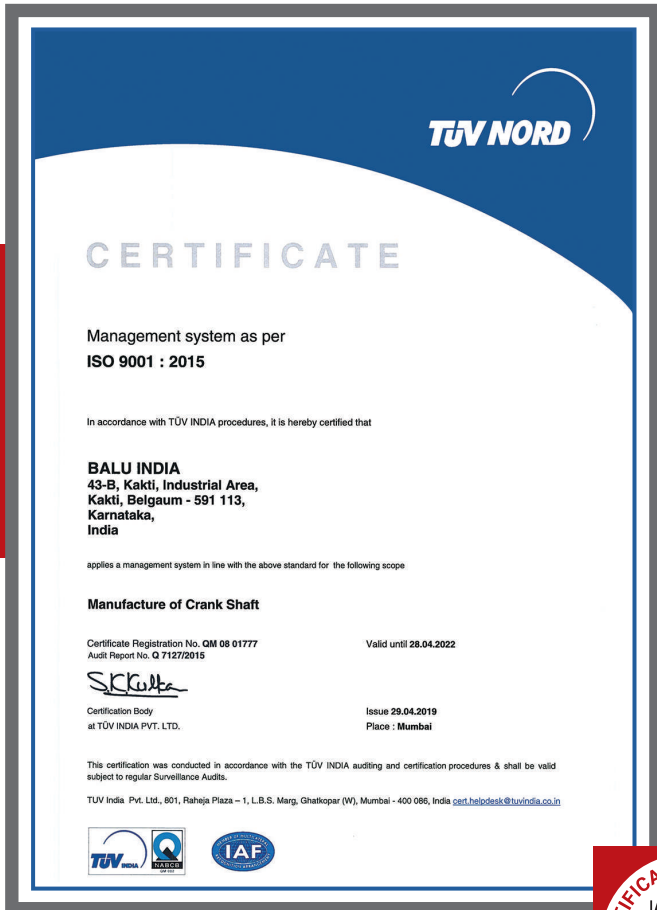 TÜV NORD
CERTIFICATE
Management system as per
ISO 9001 : 2015
In accordance with TÜV INDIA procedures, it is hereby certified that
BALU INDIA
43-B, Kakti, Industrial Area,
Kakti, Belgaum - 591 113,
Karnataka,
India
applies a management system in line with the above standard for the following scope
Manufacture of Crank Shaft
Certificate Registration No. QM 08 01777
Audit Report No. Q 7127/2015
Valid until 28.04.2022
Certification Body
at TÜV INDIA PVT. LTD.
Issue 29.04.2019
Place : Mumbai
This certification was conducted in accordance with the TÜV INDIA auditing and certification procedures & shall be valid
subject to regular Surveillance Audits.
TUV India Pvt. Ltd., 801, Raheja Plaza – 1, L.B.S. Marg, Ghatkopar (W), Mumbai - 400 086, India cert.helpdesk@tuvindia.co.in
TÜV INDIA
NABCB
IAF